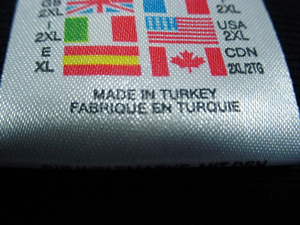 GB
2XL
2XL
I
2XL
USA
2XL
E
XL
CDN
2XL/2TG
MADE IN TURKEY
FABRIQUE EN TURQUIE